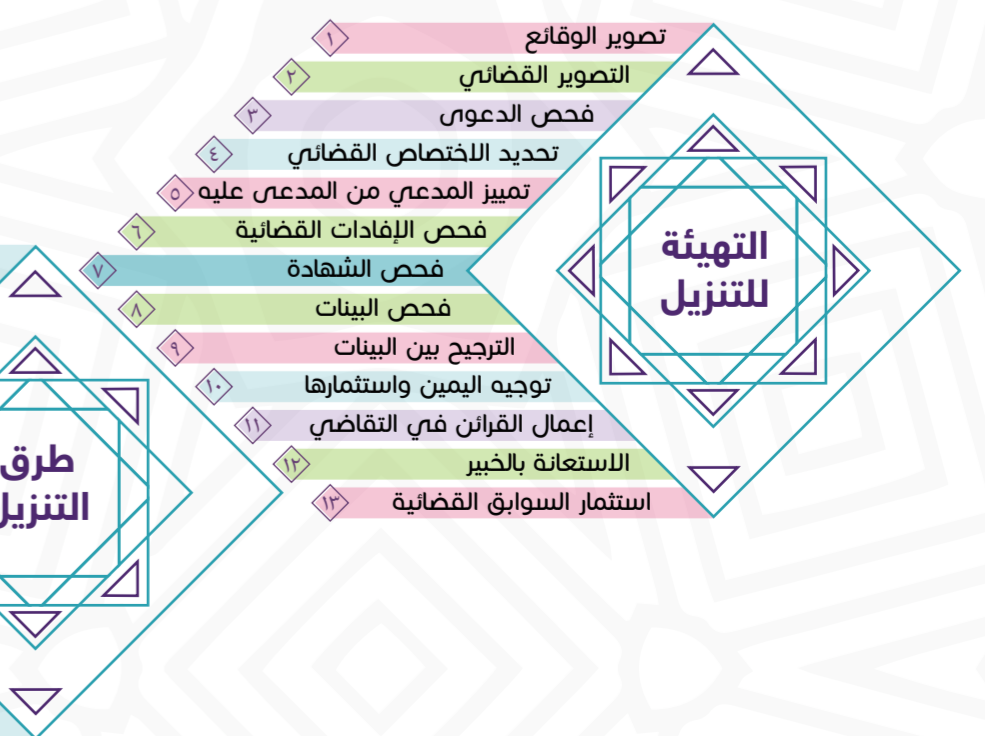 التهيئة
للتنزيل
تصوير الوقائع ١
التصوير القضائي ٢
فحص الدعوى ٣
تحديد الاختصاص القضائي ٤
تمييز المدعي من المدعى عليه ٥
فحص الإفادات القضائية ٦
فحص الشهادة ٧
فحص البينات ٨
الترجيح بين البينات ٩
توجيه اليمين واستثمارها ١٠
إعمال القرائن في التقاضي ١١
الاستعانة بالخبير ١٢
استثمار السوابق القضائية ١٣
طرق
التنزيل